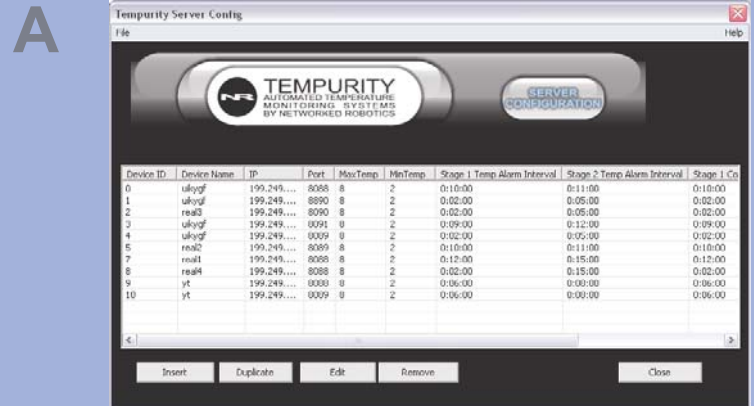 A
Tempurity Server Config
File Help
NR
TEMPURITY
AUTOMATED TEMPERATURE
MONITORING SYSTEMS
BY NETWORKED ROBOTICS
SERVER
CONFIGURATION
Device ID Device Name IP Port MaxTemp MinTemp Stage 1 Temp Alarm Interval Stage 2 Temp Alarm Interval Stage 1 Co
0 uikygf 199.249.... 8088 8 2 0:10:00 0:11:00 0:10:00
1 uikygf 199.249.... 8890 8 2 0:02:00 0:05:00 0:02:00
2 real3 199.249.... 8090 8 2 0:02:00 0:05:00 0:02:00
3 uikygf 199.249.... 8091 8 2 0:09:00 0:12:00 0:09:00
4 uikygf 199.249.... 8089 8 2 0:02:00 0:05:00 0:02:00
5 real2 199.249.... 8089 8 2 0:10:00 0:11:00 0:10:00
7 real1 199.249.... 8088 8 2 0:12:00 0:15:00 0:12:00
8 real4 199.249.... 8088 8 2 0:02:00 0:15:00 0:02:00
9 yt 199.249.... 8088 8 2 0:06:00 0:08:00 0:06:00
10 yt 199.249.... 8089 8 2 0:06:00 0:08:00 0:06:00
Insert Duplicate Edit Remove Close